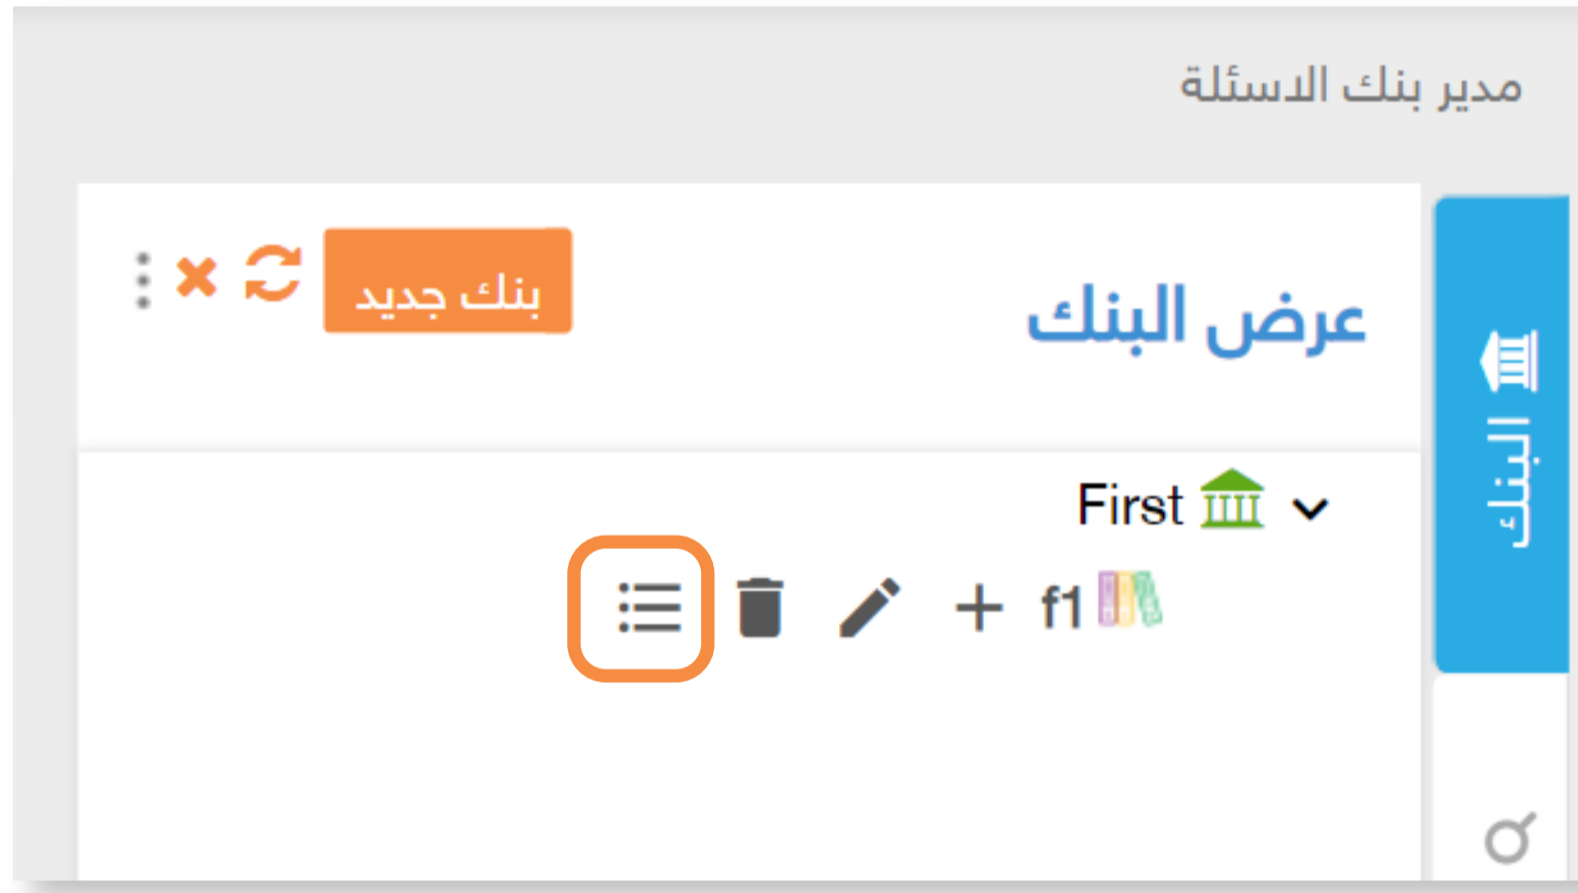 مدير بنك الاسئلة
عرض البنك
بنك جديد
البنك
First
f1